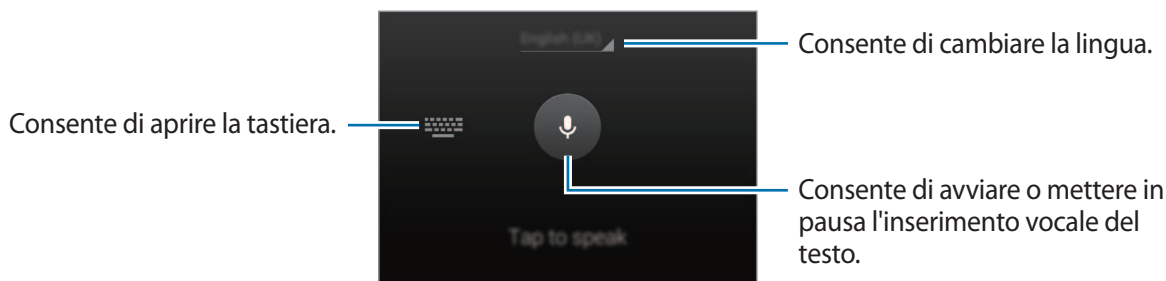 English (UK)
Consente di cambiare la lingua.
Consente di aprire la tastiera.
Consente di avviare o mettere in
pausa l'inserimento vocale del
testo.
Tap to speak